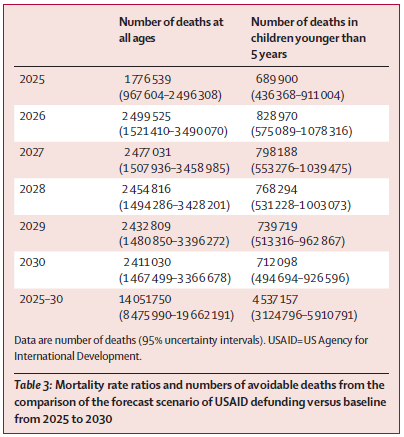 Number of deaths at all ages Number of deaths in children younger than 5 years
2025 1 776 539 689 900
(967 604–2 496 308) (436 368–911 004)
2026 2 499 525 828 970
(1 521 410–3 490 070) (575 089–1 078 316)
2027 2 477 031 798 188
(1 507 936–3 458 985) (553 276–1 039 475)
2028 2 454 816 768 294
(1 494 286–3 428 201) (531 228–1 003 073)
2029 2 432 809 739 719
(1 480 850–3 396 272) (513 316–962 867)
2030 2 411 030 712 098
(1 467 499–3 366 678) (494 694–926 596)
2025–30 14 051 750 4 537 157
(8 475 990–19 662 191) (3 124 796–5 910 791)
Data are number of deaths (95% uncertainty intervals). USAID=US Agency for
International Development.
Table 3: Mortality rate ratios and numbers of avoidable deaths from the
comparison of the forecast scenario of USAID defunding versus baseline
from 2025 to 2030